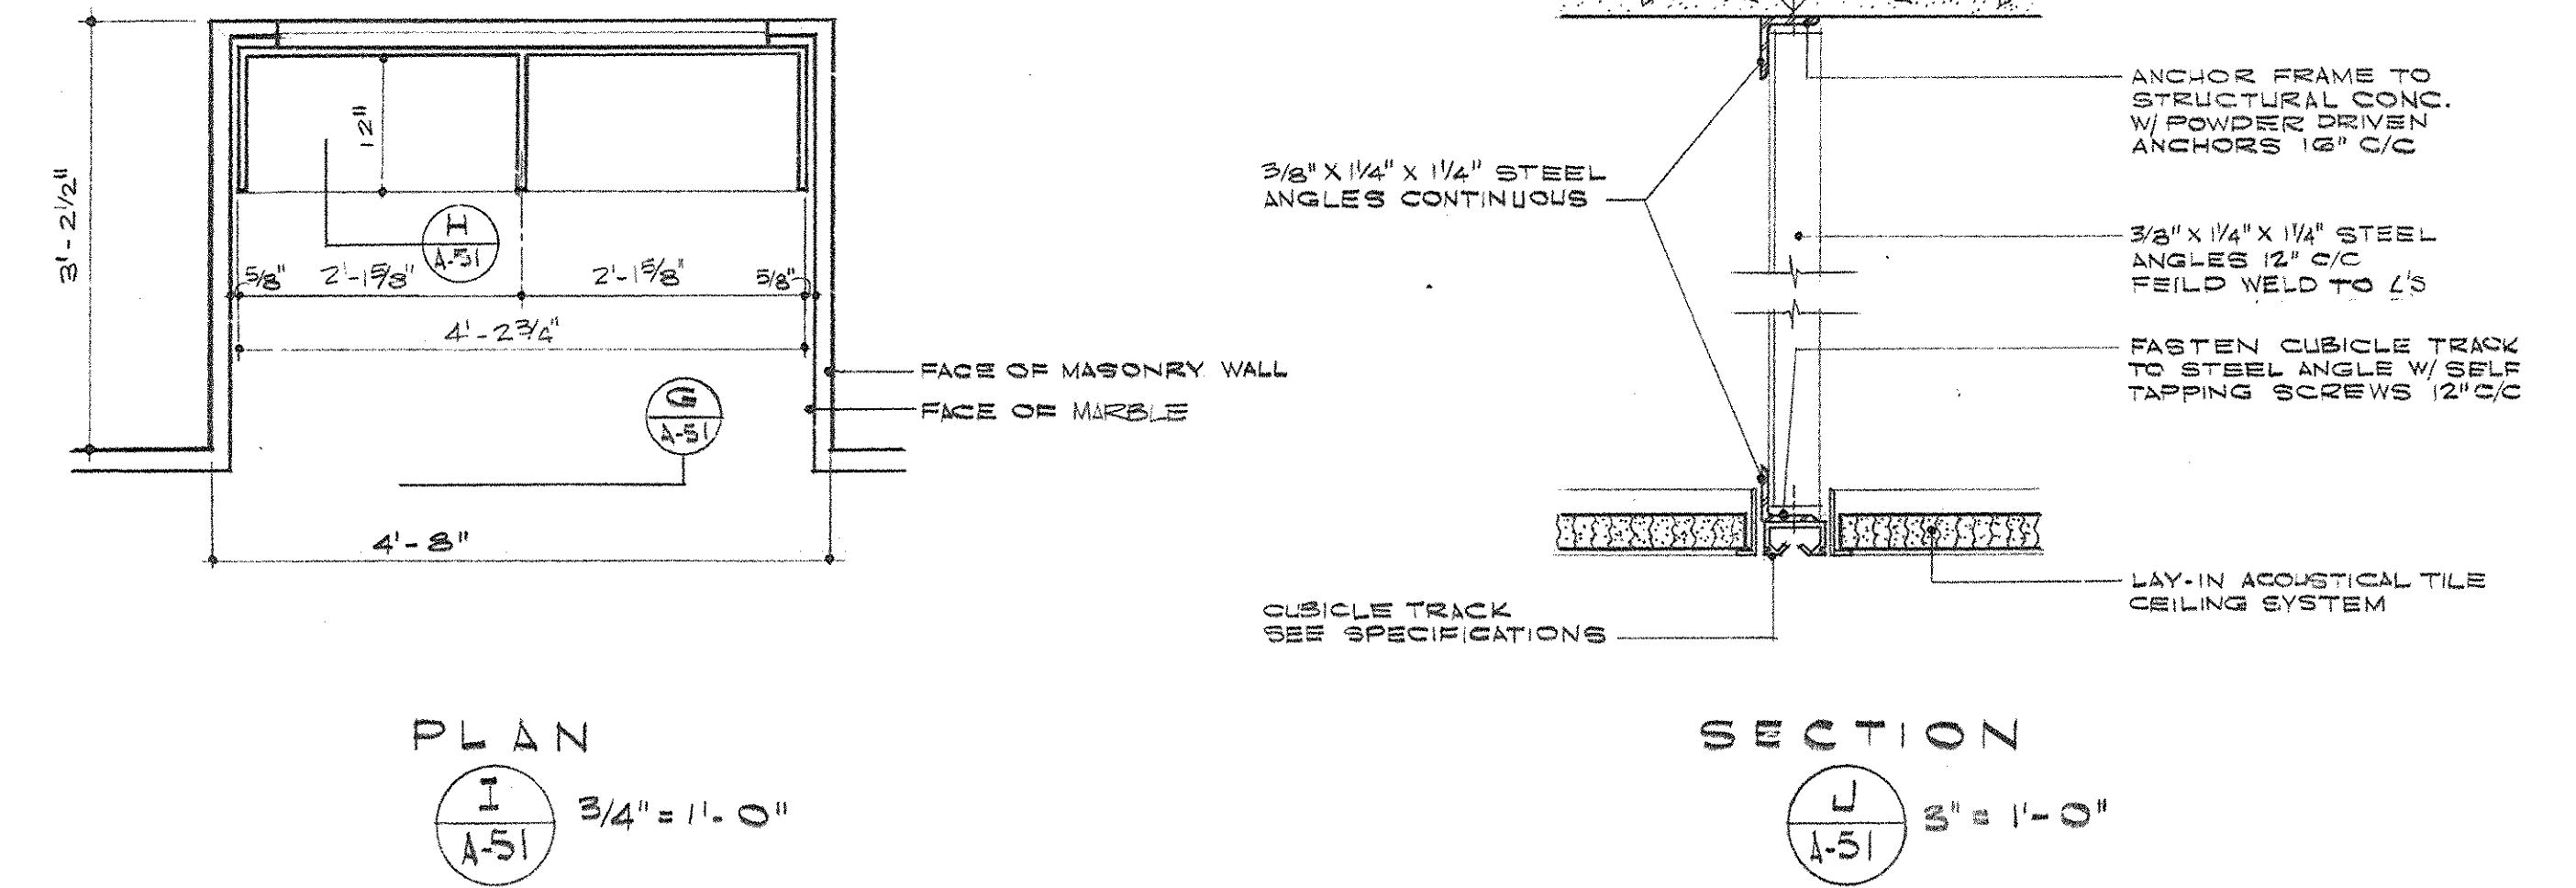 3'-2 1/2"
12"
H
A-51
5/8" 2'-1 5/8" 2'-1 5/8" 5/8"
4'-2 3/4"
FACE OF MASONRY WALL
FACE OF MARBLE
G
A-51
4'-8"
PLAN
I
A-51
3/4" = 1'-0"
3/8" X 1 1/4" X 1 1/4" STEEL
ANGLES CONTINUOUS
CUBICLE TRACK
SEE SPECIFICATIONS
ANCHOR FRAME TO
STRUCTURAL CONC.
W/ POWDER DRIVEN
ANCHORS 16" C/C
3/8" X 1 1/4" X 1 1/4" STEEL
ANGLES 12" C/C
FEILD WELD TO L'S
FASTEN CUBICLE TRACK
TO STEEL ANGLE W/ SELF
TAPPING SCREWS 12" C/C
LAY-IN ACOUSTICAL TILE
CEILING SYSTEM
SECTION
J
A-51
3" = 1'-0"